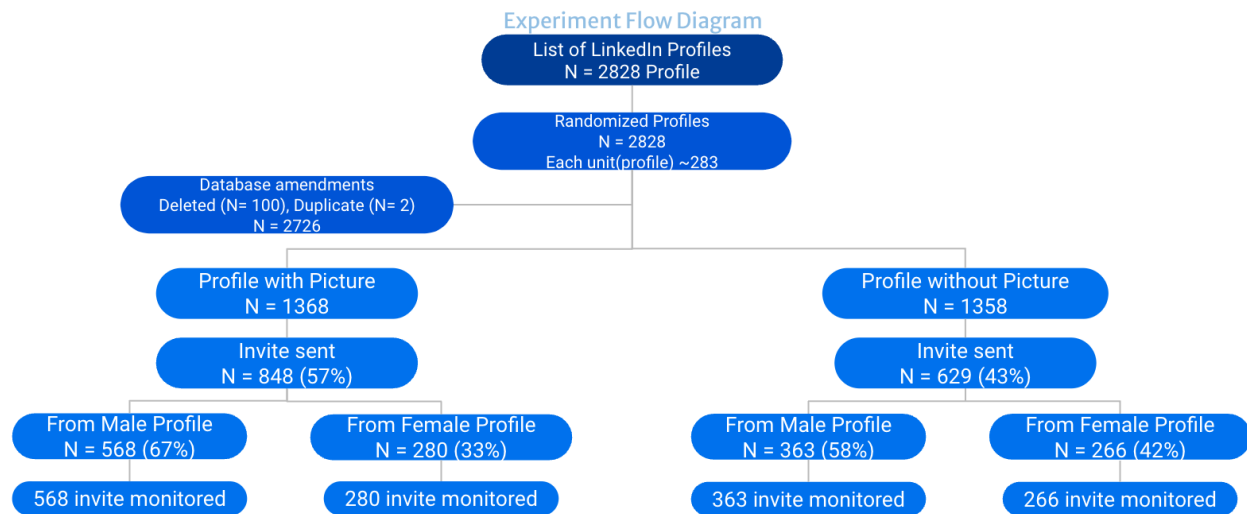 Experiment Flow Diagram
List of LinkedIn Profiles
N = 2828 Profile
Randomized Profiles
N = 2828
Each unit(profile) ~283
Database amendments
Deleted (N= 100), Duplicate (N= 2)
N = 2726
Profile with Picture
N = 1368
Profile without Picture
N = 1358
Invite sent
N = 848 (57%)
Invite sent
N = 629 (43%)
From Male Profile
N = 568 (67%)
From Female Profile
N = 280 (33%)
From Male Profile
N = 363 (58%)
From Female Profile
N = 266 (42%)
568 invite monitored
280 invite monitored
363 invite monitored
266 invite monitored